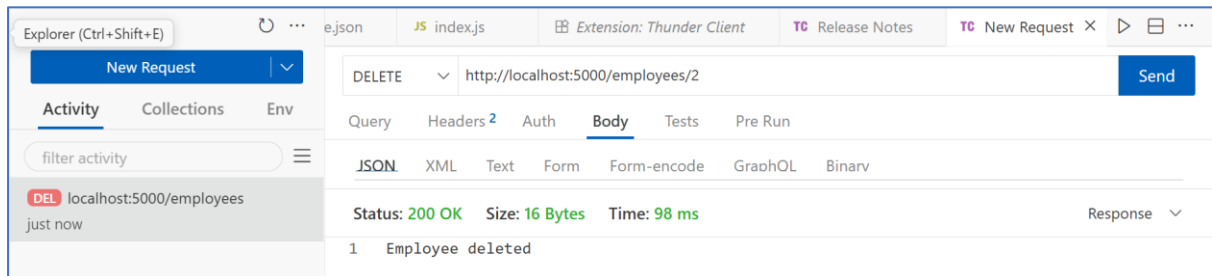 Explorer (Ctrl+Shift+E)
e.json JS index.js Extension: Thunder Client TC Release Notes TC New Request
New Request
DELETE http://localhost:5000/employees/2 Send
Activity Collections Env
Query Headers 2 Auth Body Tests Pre Run
filter activity
JSON XML Text Form Form-encode GraphQL Binary
DEL localhost:5000/employees
just now
Status: 200 OK Size: 16 Bytes Time: 98 ms Response
1 Employee deleted